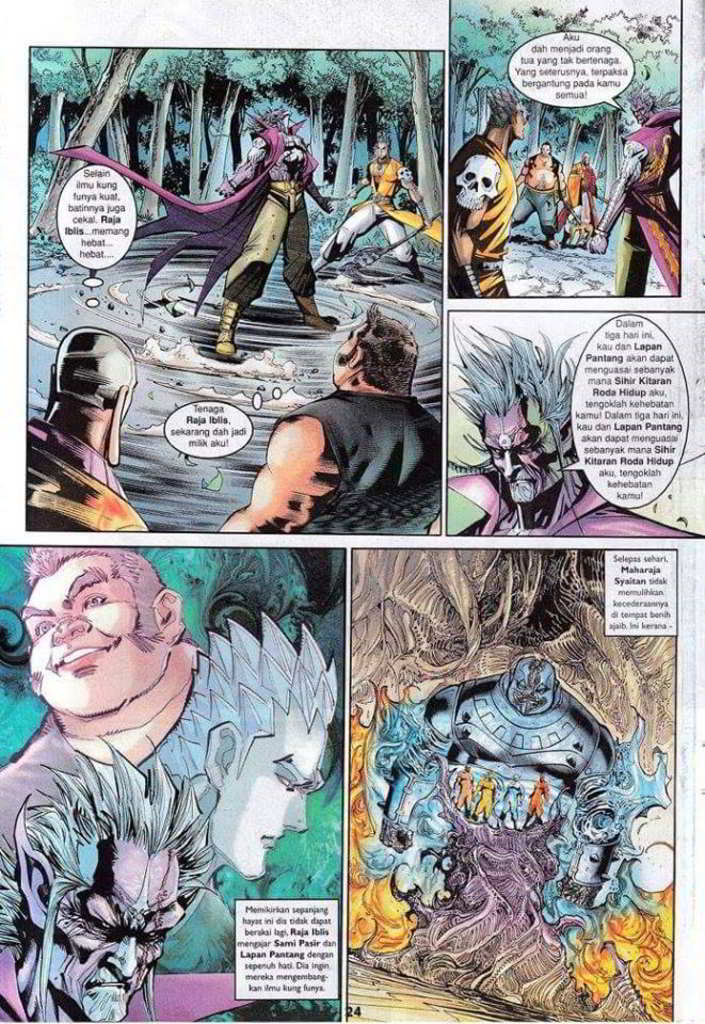 Selain
ilmu kung
funya kuat,
batinnya juga
cekal. Raja
Iblis...memang
hebat...
hebat....
Tenaga
Raja Iblis,
sekarang dah jadi
milik aku!
Aku
dah menjadi orang
tua yang tak bertenaga.
Yang seterusnya, terpaksa
bergantung pada kamu
semua!
Dalam
tiga hari ini,
kau dan Lapan
Pantang akan dapat
menguasai sebanyak
mana Sihir Kitaran
Roda Hidup aku,
tengoklah kehebatan
kamu! Dalam tiga hari ini,
kau dan Lapan Pantang
akan dapat menguasai
sebanyak mana Sihir
Kitaran Roda Hidup
aku, tengoklah
kehebatan
kamu!
Memikirkan sepanjang
hayat ini dia tidak dapat
beraksi lagi, Raja Iblis
mengajar Sami Pasir dan
Lapan Pantang dengan
sepenuh hati. Dia ingin
mereka mengembang-
kan ilmu kung funya.
Selepas sehari,
Maharaja
Syaitan tidak
memulihkan
kecederaannya
di tempat benih
ajaib. Ini kerana -
24